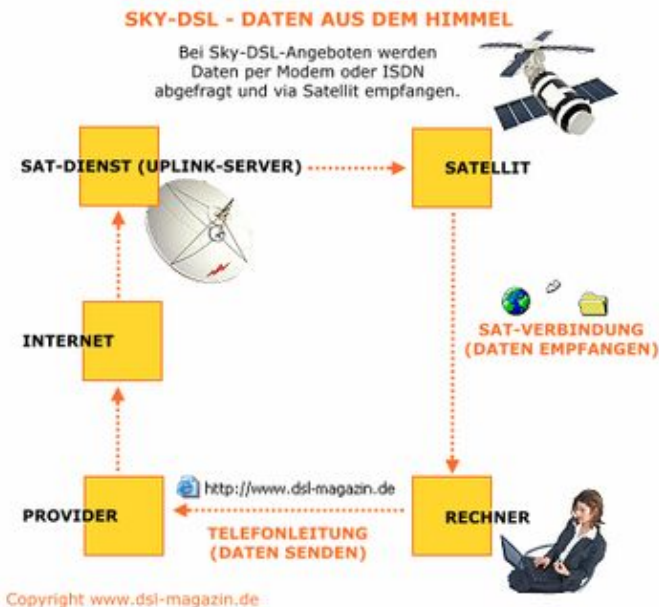 SKY-DSL - DATEN AUS DEM HIMMEL
Bei Sky-DSL-Angeboten werden
Daten per Modem oder ISDN
abgefragt und via Satellit empfangen.
SAT-DIENST (UPLINK-SERVER)
SATELLIT
INTERNET
SAT-VERBINDUNG
(DATEN EMPFANGEN)
http://www.dsl-magazin.de
PROVIDER
RECHNER
TELEFONLEITUNG
(DATEN SENDEN)
Copyright www.dsl-magazin.de